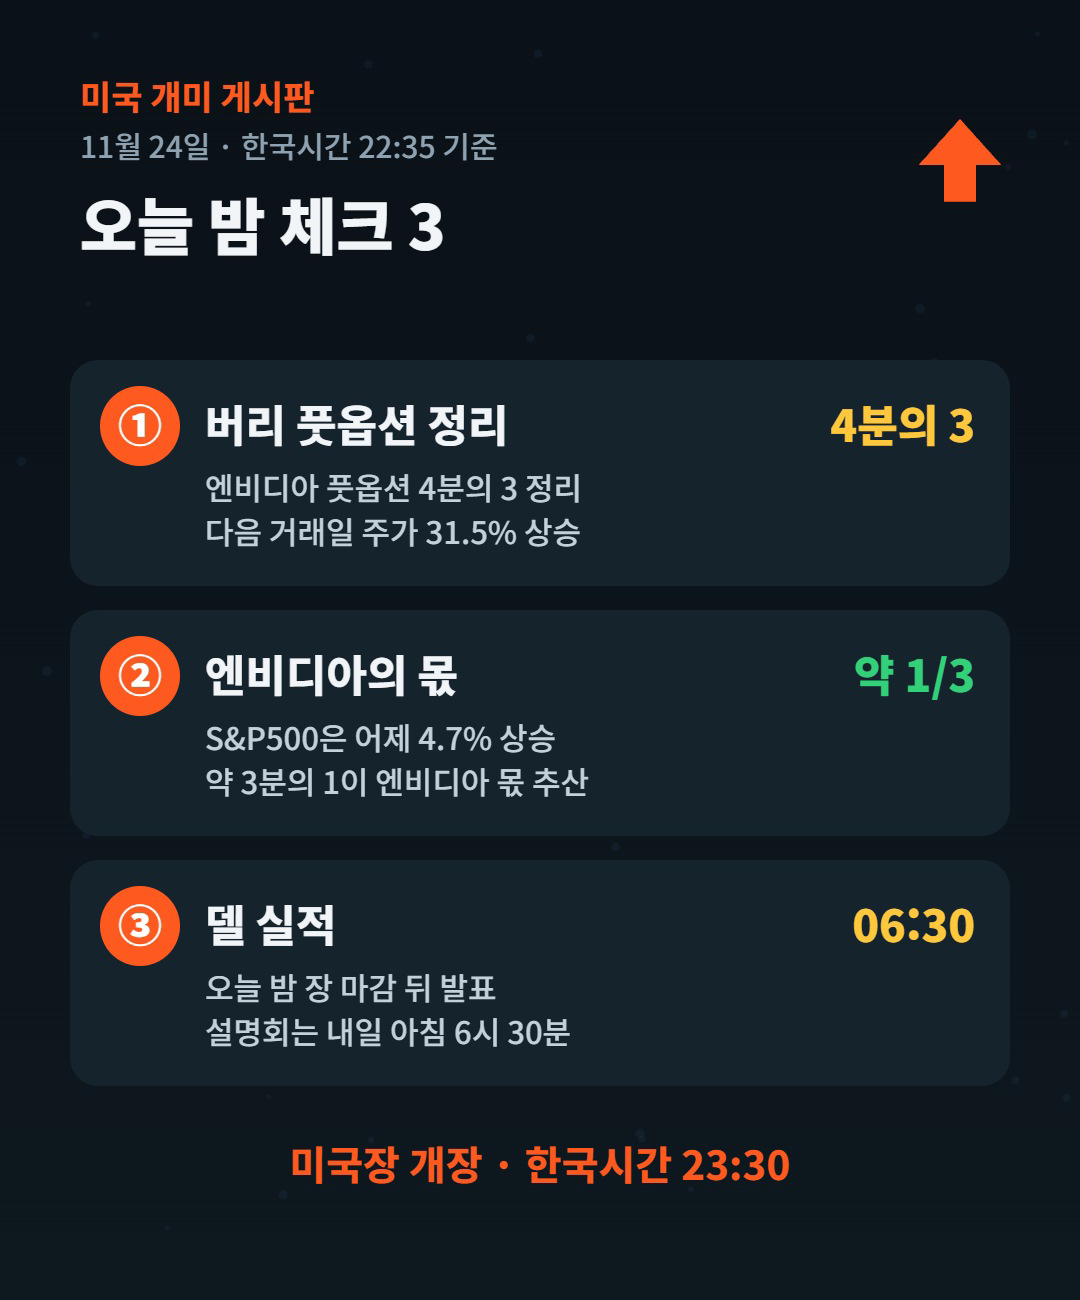 미국 개미 게시판
11월 24일 · 한국시간 22:35 기준
오늘 밤 체크 3
① 버리 풋옵션 정리 4분의 3
엔비디아 풋옵션 4분의 3 정리
다음 거래일 주가 31.5% 상승
② 엔비디아의 몫 약 1/3
S&P500은 어제 4.7% 상승
약 3분의 1이 엔비디아 몫 추산
③ 델 실적 06:30
오늘 밤 장 마감 뒤 발표
설명회는 내일 아침 6시 30분
미국장 개장 · 한국시간 23:30